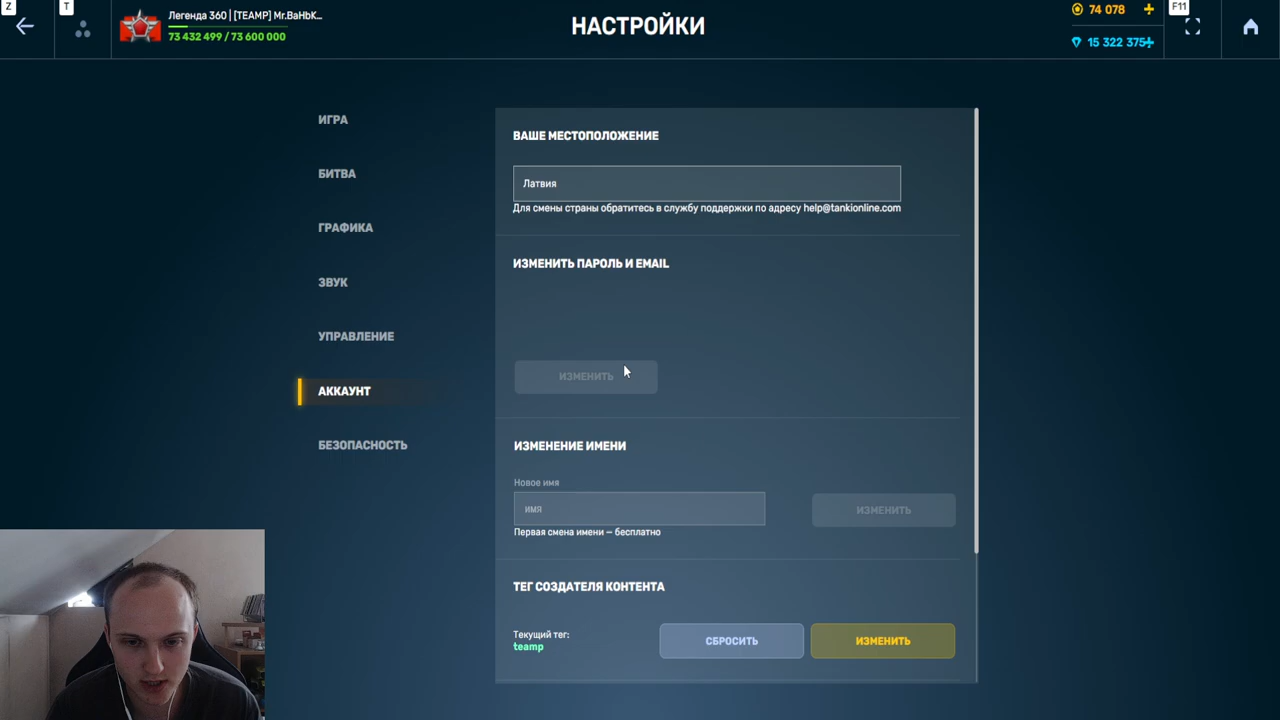 Z
T
Легенда 360 | [TEAMP] Mr.BaHbK...
73 432 499 / 73 600 000
НАСТРОЙКИ
74 078 +
15 322 375+
F11
ИГРА
БИТВА
ГРАФИКА
ЗВУК
УПРАВЛЕНИЕ
АККАУНТ
БЕЗОПАСНОСТЬ
ВАШЕ МЕСТОПОЛОЖЕНИЕ
Латвия
Для смены страны обратитесь в службу поддержки по адресу help@tankionline.com
ИЗМЕНИТЬ ПАРОЛЬ И EMAIL
ИЗМЕНИТЬ
ИЗМЕНЕНИЕ ИМЕНИ
Новое имя
ИМЯ
ИЗМЕНИТЬ
Первая смена имени — бесплатно
ТЕГ СОЗДАТЕЛЯ КОНТЕНТА
Текущий тег:
teamp
СБРОСИТЬ
ИЗМЕНИТЬ